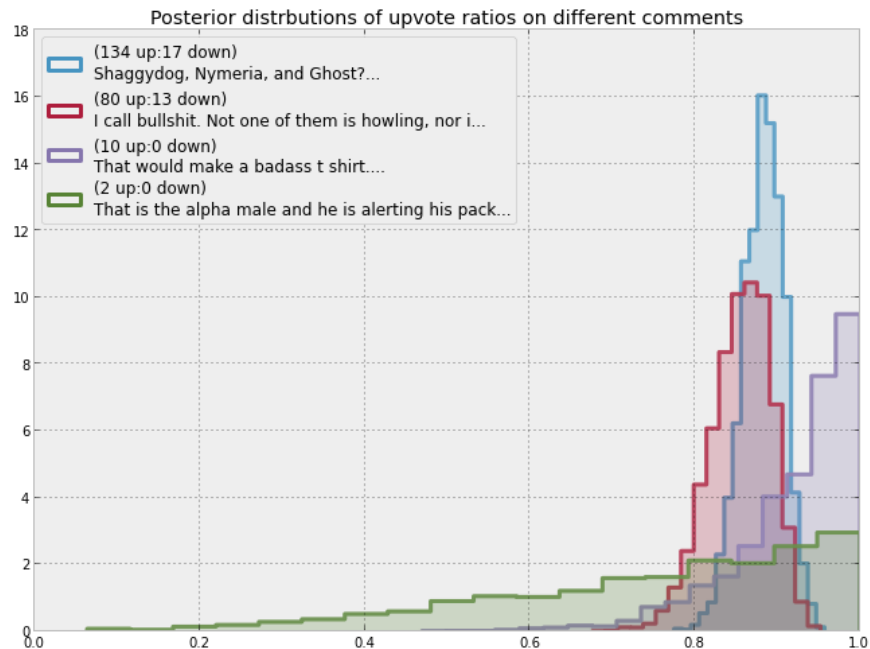 Posterior distrbutions of upvote ratios on different comments
18
16
14
12
10
8
6
4
2
0
(134 up:17 down)
Shaggydog, Nymeria, and Ghost?...
(80 up:13 down)
I call bullshit. Not one of them is howling, nor i...
(10 up:0 down)
That would make a badass t shirt....
(2 up:0 down)
That is the alpha male and he is alerting his pack...
0.0 0.2 0.4 0.6 0.8 1.0